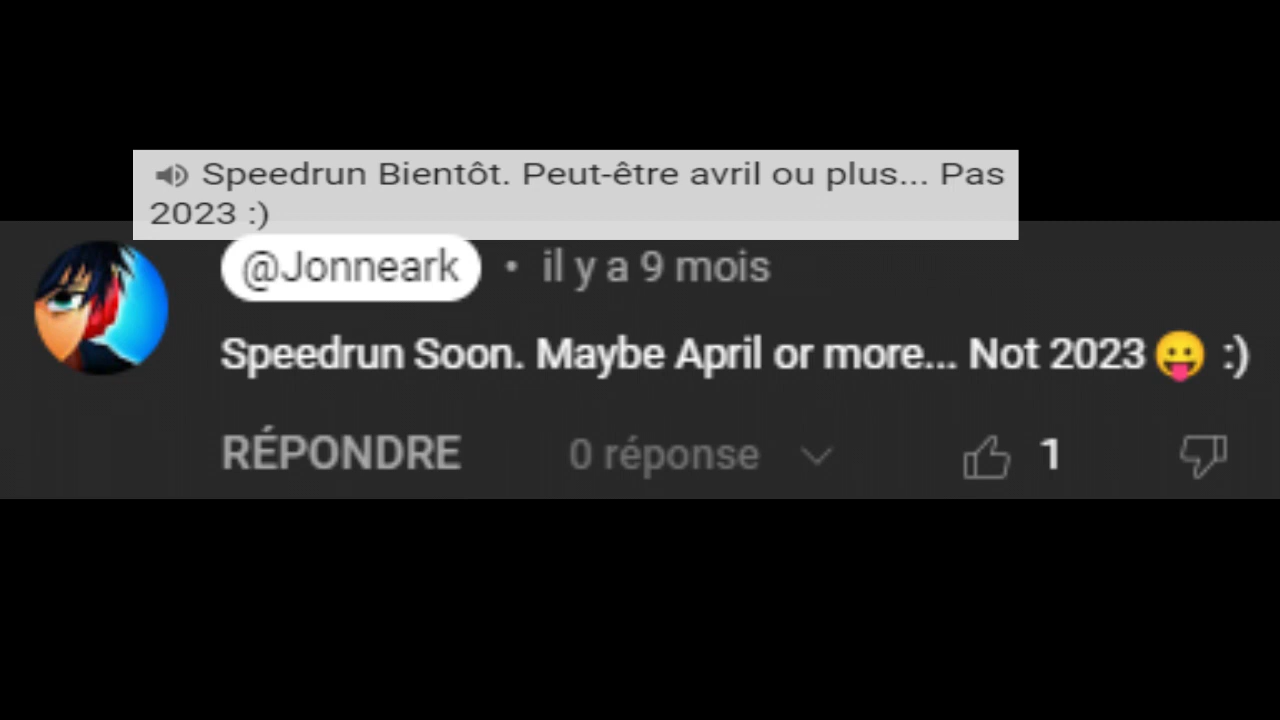 Speedrun Bientôt. Peut-être avril ou plus... Pas
2023 :)
@Jonneark • il y a 9 mois
Speedrun Soon. Maybe April or more... Not 2023 😛 :)
RÉPONDRE 0 réponse 1